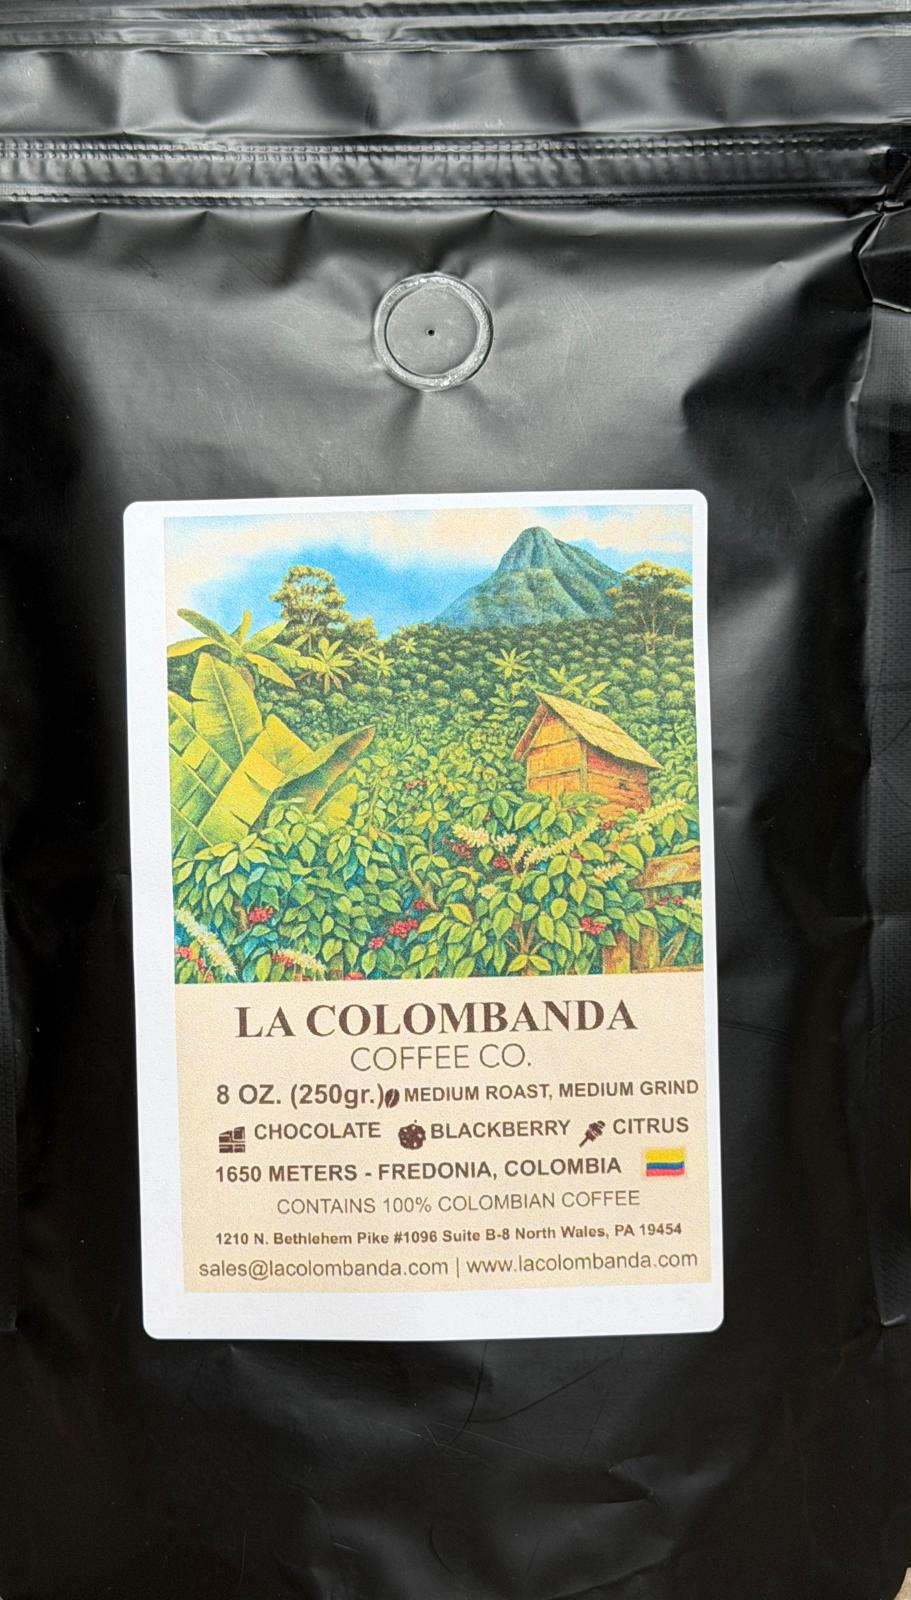 LA COLOMBANDA
COFFEE CO.
8 OZ. (250gr.) MEDIUM ROAST, MEDIUM GRIND
CHOCOLATE BLACKBERRY CITRUS
1650 METERS - FREDONIA, COLOMBIA
CONTAINS 100% COLOMBIAN COFFEE
1210 N. Bethlehem Pike #1096 Suite B-8 North Wales, PA 19454
sales@lacolombanda.com | www.lacolombanda.com